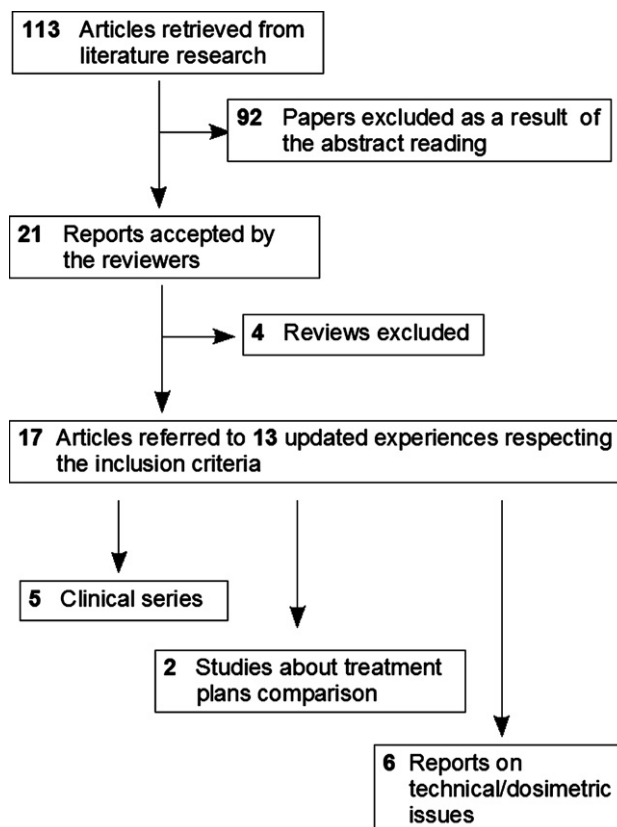 113 Articles retrieved from
literature research
92 Papers excluded as a result of
the abstract reading
21 Reports accepted by
the reviewers
4 Reviews excluded
17 Articles referred to 13 updated experiences respecting
the inclusion criteria
5 Clinical series
2 Studies about treatment
plans comparison
6 Reports on
technical/dosimetric
issues